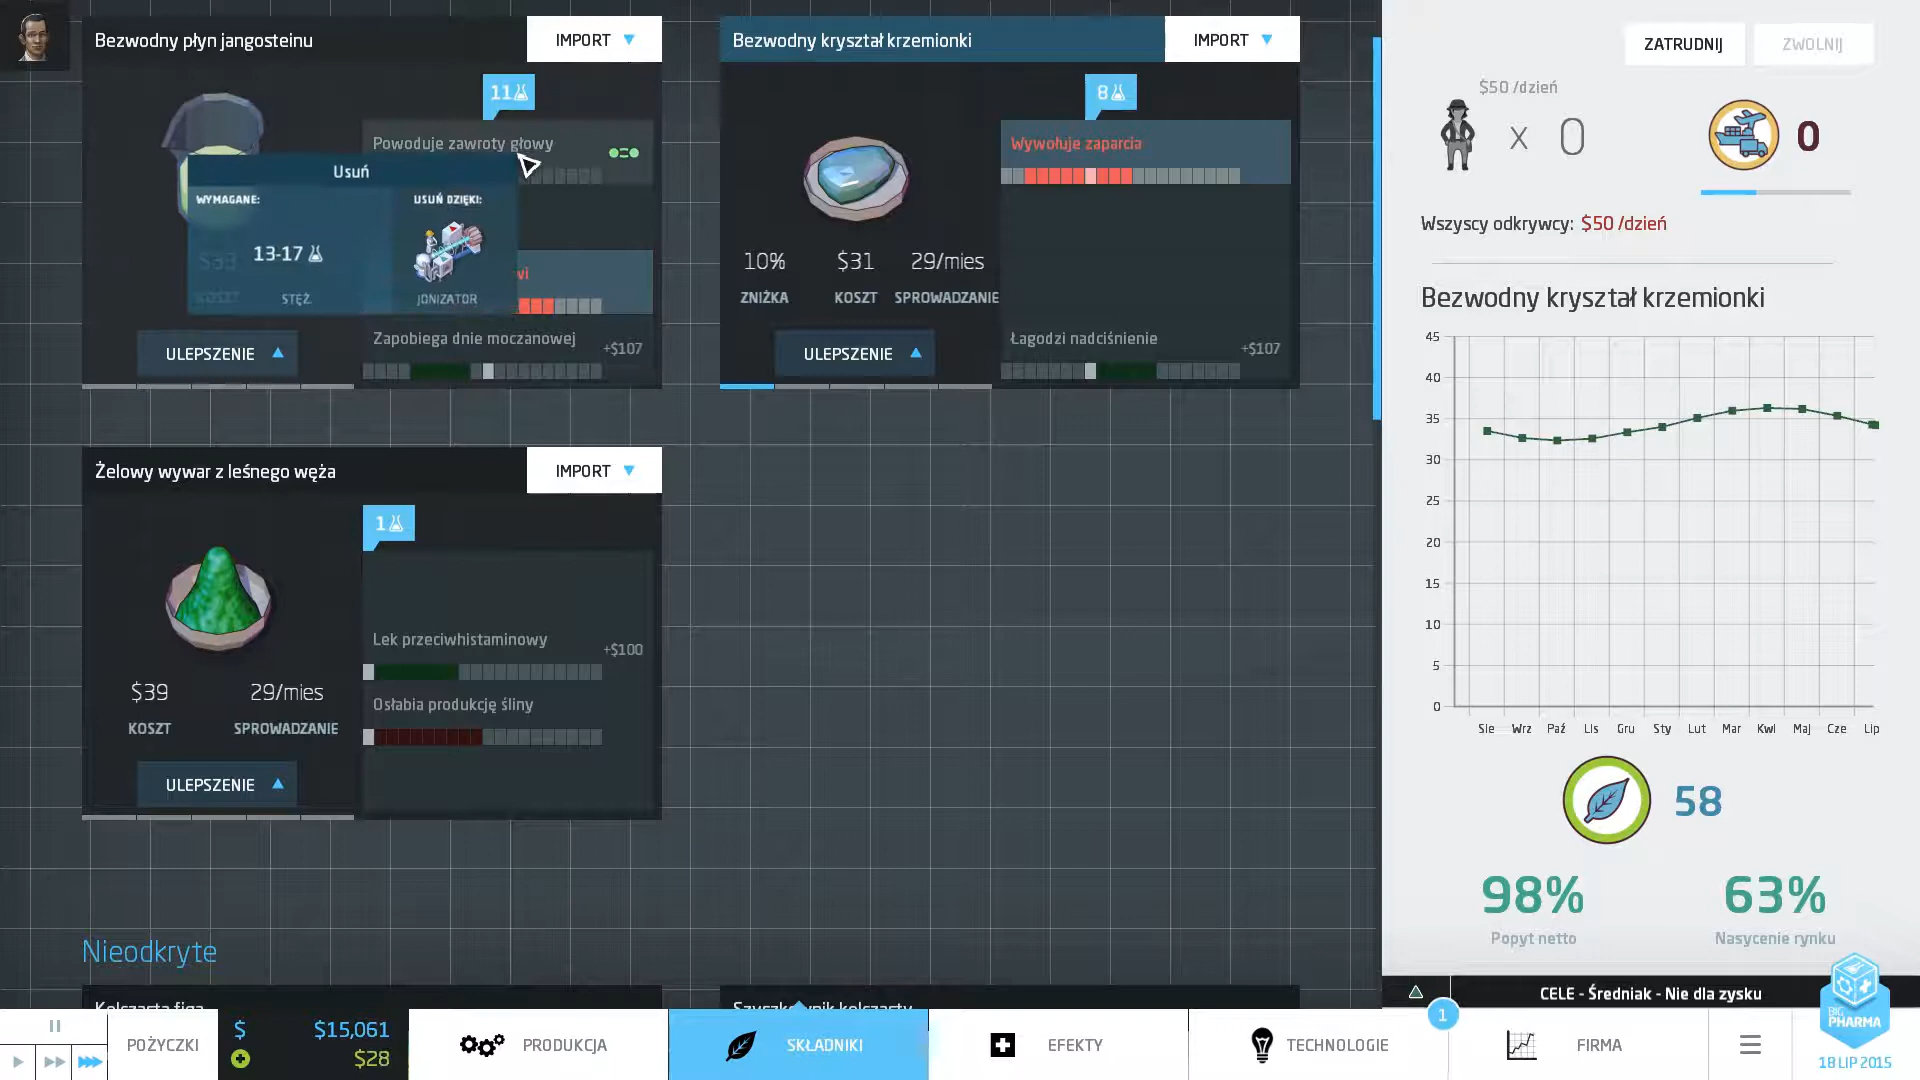 Bezwodny płyn jangosteinu
IMPORT
11
Powoduje zawroty głowy
Usuń
WYMAGANE:
USUŃ DZIĘKI:
13-17
STĘŻ.
JONIZATOR
Zapobiega dnie moczanowej
+$107
ULEPSZENIE
Bezwodny kryształ krzemionki
IMPORT
8
Wywołuje zaparcia
10%
$31
29/mies
ZNIŻKA
KOSZT
SPROWADZANIE
Łagodzi nadciśnienie
+$107
ULEPSZENIE
Żelowy wywar z leśnego węża
IMPORT
1
Lek przeciwhistaminowy
+$100
$39
29/mies
KOSZT
SPROWADZANIE
Osłabia produkcję śliny
ULEPSZENIE
Nieodkryte
ZATRUDNIJ
ZWOLNIJ
$50 /dzień
X 0
0
Wszyscy odkrywcy: $50 /dzień
Bezwodny kryształ krzemionki
45
40
35
30
25
20
15
10
5
0
Sie Wrz Paź Lis Gru Sty Lut Mar Kwi Maj Cze Lip
58
98%
63%
Popyt netto
Nasycenie rynku
CELE - Średniak - Nie dla zysku
1
POŻYCZKI
$ $15,061
$28
PRODUKCJA
SKŁADNIKI
EFEKTY
TECHNOLOGIE
FIRMA
BIG
PHARMA
18 LIP 2015